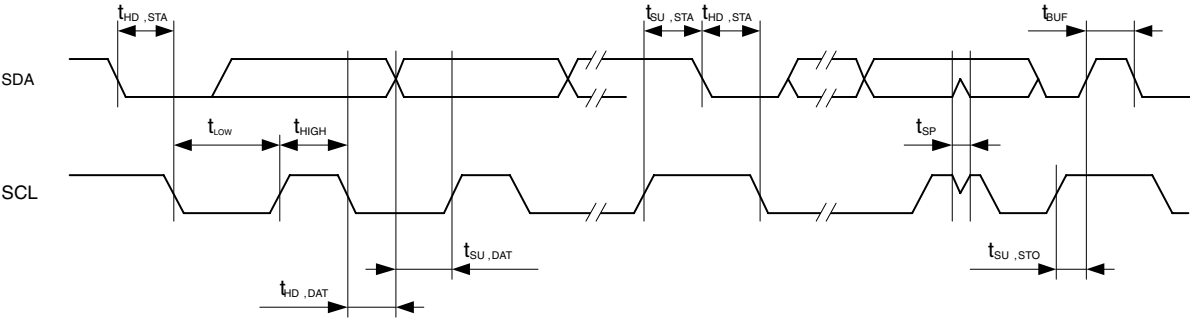 tHD ,STA tSU ,STA tHD ,STA tBUF
SDA
tLOW tHIGH tSP
SCL
tSU ,DAT tSU ,STO
tHD ,DAT